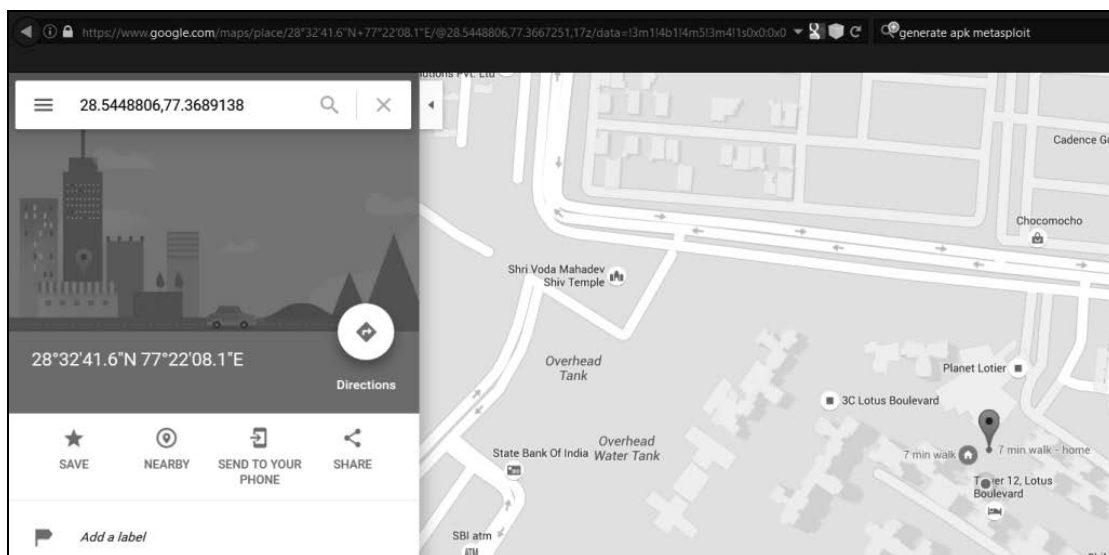 https://www.google.com/maps/place/28°32'41.6"N+77°22'08.1"E/@28.5448806,77.3667251,17z/data=!3m1!4b1!4m5!3m4!1s0x0:0x0
generate apk metasploit
28.5448806,77.3689138
28°32'41.6"N 77°22'08.1"E
Directions
SAVE
NEARBY
SEND TO YOUR
PHONE
SHARE
Add a label
Cadence
Chocomocho
Shri Voda Mahadev
Shiv Temple
Overhead
Tank
Planet Lotier
3C Lotus Boulevard
Overhead
Water Tank
State Bank Of India
7 min walk
7 min walk - home
12, Lotus
Boulevard
SBI atm
ATM